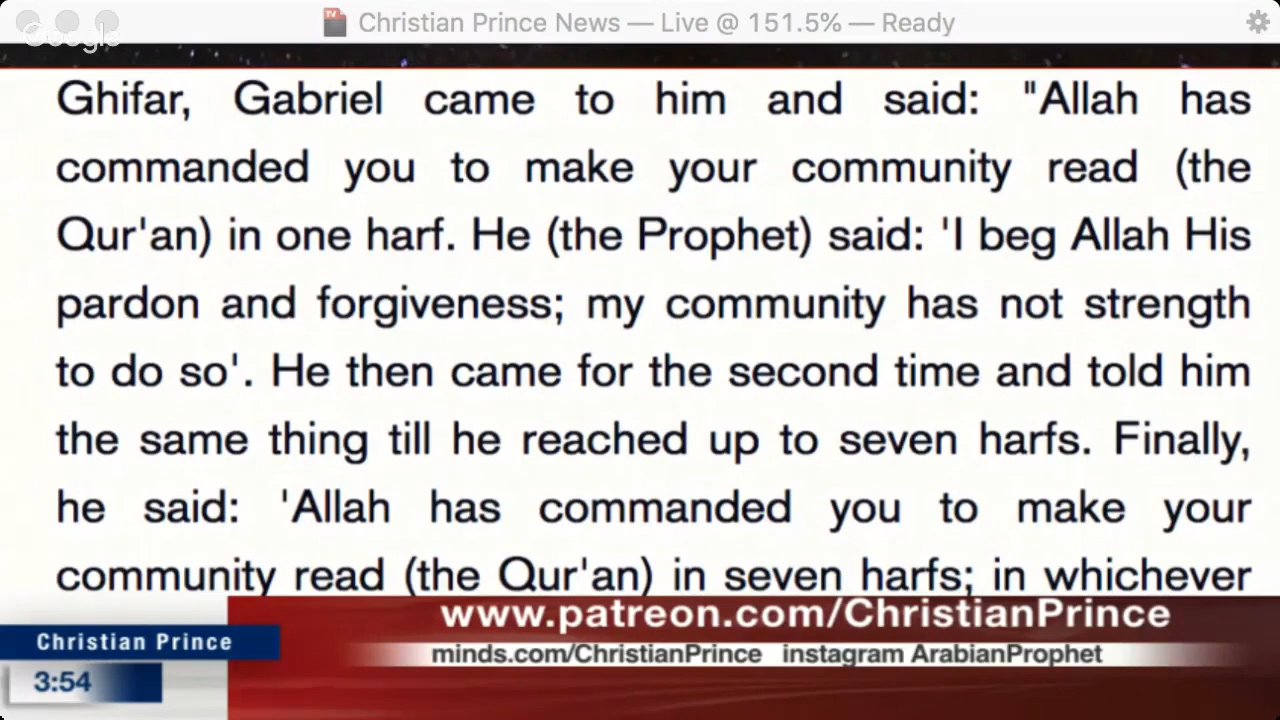 Christian Prince News — Live @ 151.5% — Ready
Google
Ghifar, Gabriel came to him and said: "Allah has
commanded you to make your community read (the
Qur'an) in one harf. He (the Prophet) said: 'I beg Allah His
pardon and forgiveness; my community has not strength
to do so'. He then came for the second time and told him
the same thing till he reached up to seven harfs. Finally,
he said: 'Allah has commanded you to make your
community read (the Qur'an) in seven harfs; in whichever
www.patreon.com/ChristianPrince
Christian Prince
minds.com/ChristianPrince instagram ArabianProphet
3:54